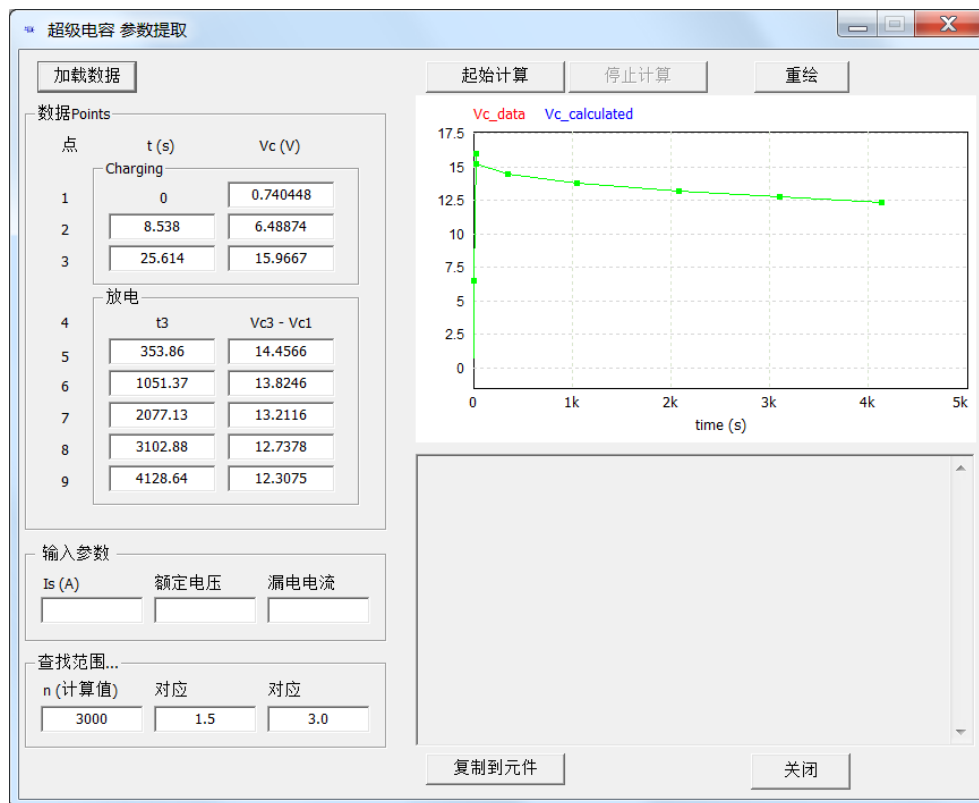 超级电容 参数提取
加载数据
起始计算 停止计算 重绘
数据Points
点 t (s) Vc (V)
Charging
1 0 0.740448
2 8.538 6.48874
3 25.614 15.9667
放电
4 t3 Vc3 - Vc1
5 353.86 14.4566
6 1051.37 13.8246
7 2077.13 13.2116
8 3102.88 12.7378
9 4128.64 12.3075
Vc_data Vc_calculated
17.5
15
12.5
10
7.5
5
2.5
0
0 1k 2k 3k 4k 5k
time (s)
输入参数
Is (A) 额定电压 漏电电流
查找范围...
n (计算值) 对应 对应
3000 1.5 3.0
复制到元件 关闭